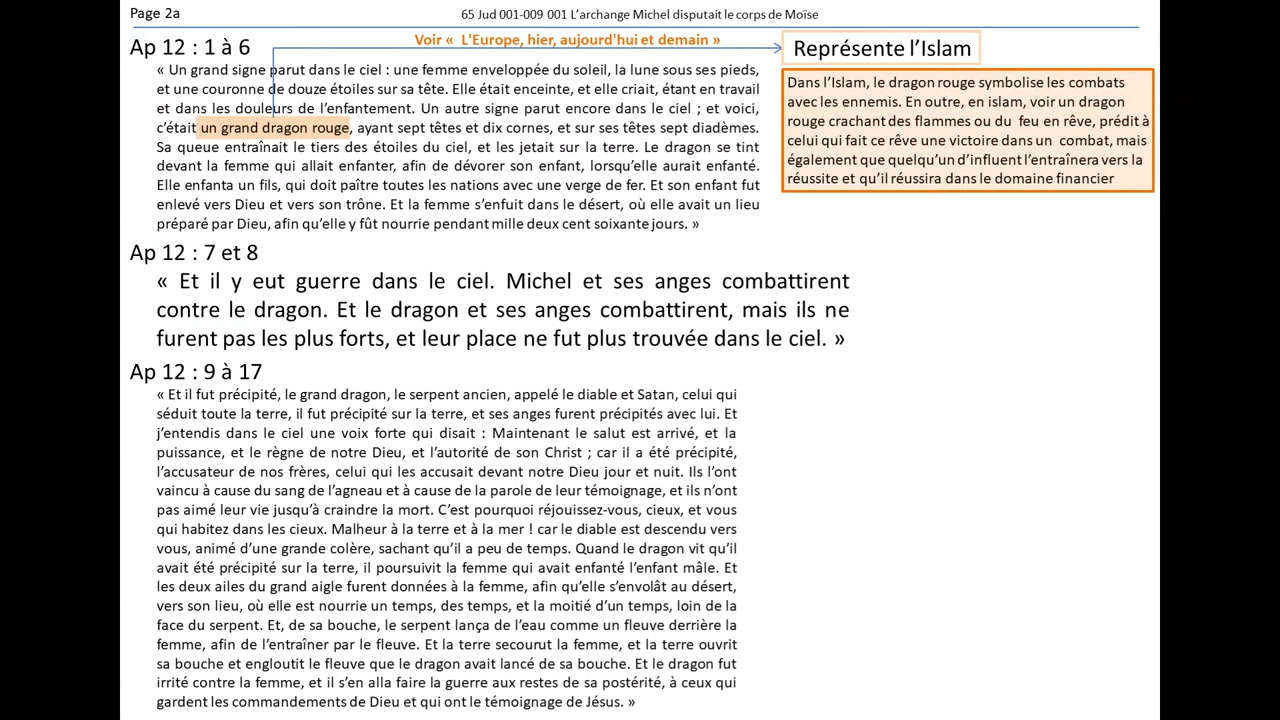 Page 2a
65 Jud 001-009 001 L’archange Michel disputait le corps de Moïse
Voir «  L'Europe, hier, aujourd'hui et demain »
Ap 12 : 1 à 6
Représente l’Islam
« Un grand signe parut dans le ciel : une femme enveloppée du soleil, la lune sous ses pieds,
et une couronne de douze étoiles sur sa tête. Elle était enceinte, et elle criait, étant en travail
et dans les douleurs de l’enfantement. Un autre signe parut encore dans le ciel ; et voici,
c’était un grand dragon rouge, ayant sept têtes et dix cornes, et sur ses têtes sept diadèmes.
Sa queue entraînait le tiers des étoiles du ciel, et les jetait sur la terre. Le dragon se tint
devant la femme qui allait enfanter, afin de dévorer son enfant, lorsqu’elle aurait enfanté.
Elle enfanta un fils, qui doit paître toutes les nations avec une verge de fer. Et son enfant fut
enlevé vers Dieu et vers son trône. Et la femme s’enfuit dans le désert, où elle avait un lieu
préparé par Dieu, afin qu’elle y fût nourrie pendant mille deux cent soixante jours. »
Dans l’Islam, le dragon rouge symbolise les combats
avec les ennemis. En outre, en islam, voir un dragon
rouge crachant des flammes ou du  feu en rêve, prédit à
celui qui fait ce rêve une victoire dans un  combat, mais
également que quelqu’un d’influent l’entraînera vers la
réussite et qu’il réussira dans le domaine financier
Ap 12 : 7 et 8
« Et il y eut guerre dans le ciel. Michel et ses anges combattirent
contre le dragon. Et le dragon et ses anges combattirent, mais ils ne
furent pas les plus forts, et leur place ne fut plus trouvée dans le ciel. »
Ap 12 : 9 à 17
« Et il fut précipité, le grand dragon, le serpent ancien, appelé le diable et Satan, celui qui
séduit toute la terre, il fut précipité sur la terre, et ses anges furent précipités avec lui. Et
j’entendis dans le ciel une voix forte qui disait : Maintenant le salut est arrivé, et la
puissance, et le règne de notre Dieu, et l’autorité de son Christ ; car il a été précipité,
l’accusateur de nos frères, celui qui les accusait devant notre Dieu jour et nuit. Ils l’ont
vaincu à cause du sang de l’agneau et à cause de la parole de leur témoignage, et ils n’ont
pas aimé leur vie jusqu’à craindre la mort. C’est pourquoi réjouissez-vous, cieux, et vous
qui habitez dans les cieux. Malheur à la terre et à la mer ! car le diable est descendu vers
vous, animé d’une grande colère, sachant qu’il a peu de temps. Quand le dragon vit qu’il
avait été précipité sur la terre, il poursuivit la femme qui avait enfanté l’enfant mâle. Et
les deux ailes du grand aigle furent données à la femme, afin qu’elle s’envolât au désert,
vers son lieu, où elle est nourrie un temps, des temps, et la moitié d’un temps, loin de la
face du serpent. Et, de sa bouche, le serpent lança de l’eau comme un fleuve derrière la
femme, afin de l’entraîner par le fleuve. Et la terre secourut la femme, et la terre ouvrit
sa bouche et engloutit le fleuve que le dragon avait lancé de sa bouche. Et le dragon fut
irrité contre la femme, et il s’en alla faire la guerre aux restes de sa postérité, à ceux qui
gardent les commandements de Dieu et qui ont le témoignage de Jésus. »